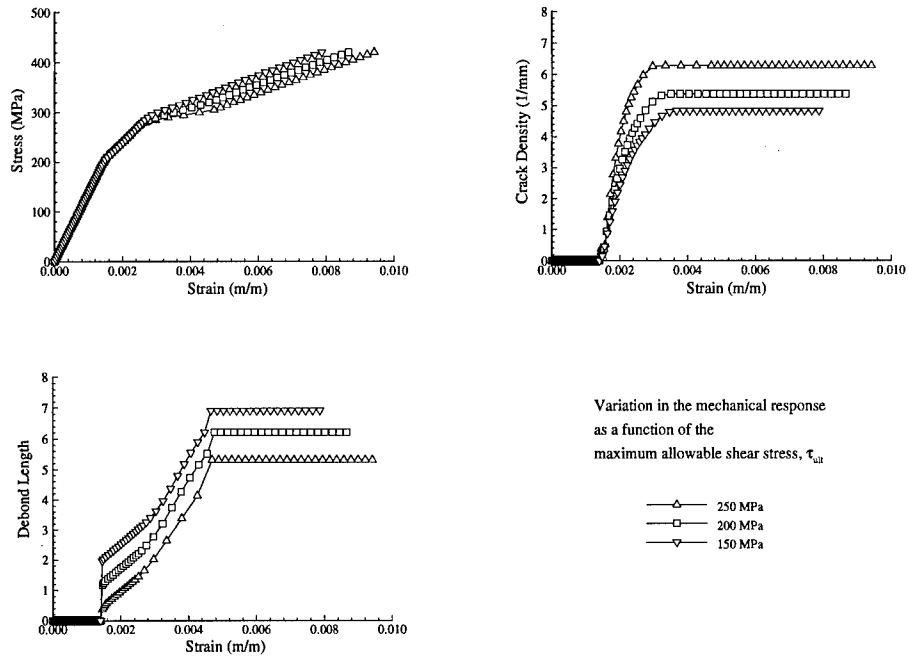 500
400
300
200
100
0
Stress (MPa)
0.000 0.002 0.004 0.006 0.008 0.010
Strain (m/m)
8
7
6
5
4
3
2
1
0
Crack Density (1/mm)
0.000 0.002 0.004 0.006 0.008 0.010
Strain (m/m)
8
7
6
5
4
3
2
1
0
Debond Length
0.000 0.002 0.004 0.006 0.008 0.010
Strain (m/m)
Variation in the mechanical response
as a function of the
maximum allowable shear stress, τult
250 MPa
200 MPa
150 MPa